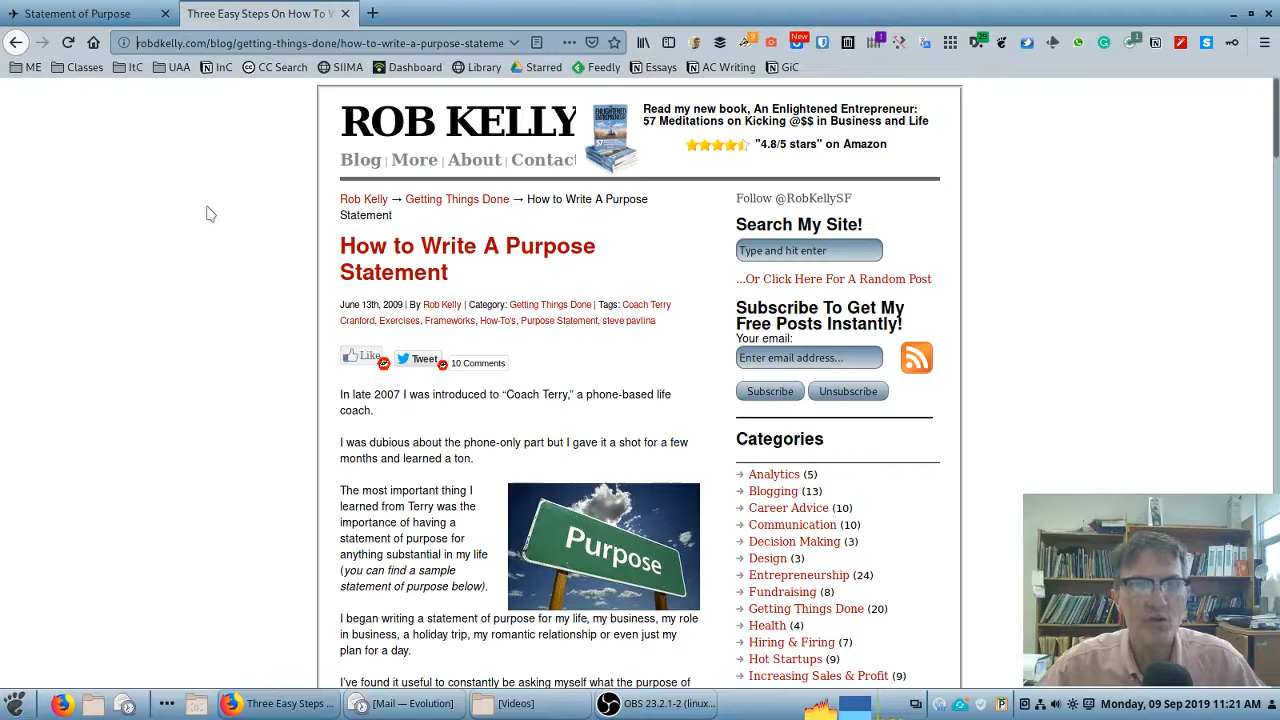 Statement of Purpose
Three Easy Steps On How To W
robdkelly.com/blog/getting-things-done/how-to-write-a-purpose-stateme
New
ME
Classes
ItC
UAA
InC
CC Search
SIIMA
Dashboard
Library
Starred
Feedly
Essays
AC Writing
GiC
ROB KELLY
Blog | More | About | Contac
Read my new book, An Enlightened Entrepreneur:
57 Meditations on Kicking @$$ in Business and Life
"4.8/5 stars" on Amazon
Rob Kelly → Getting Things Done → How to Write A Purpose
Statement
How to Write A Purpose
Statement
June 13th, 2009 | By Rob Kelly | Category: Getting Things Done | Tags: Coach Terry
Cranford, Exercises, Frameworks, How-To's, Purpose Statement, steve pavlina
Like
Tweet
10 Comments
In late 2007 I was introduced to “Coach Terry,” a phone-based life
coach.
I was dubious about the phone-only part but I gave it a shot for a few
months and learned a ton.
The most important thing I
learned from Terry was the
importance of having a
statement of purpose for
anything substantial in my life
(you can find a sample
statement of purpose below).
Purpose
I began writing a statement of purpose for my life, my business, my role
in business, a holiday trip, my romantic relationship or even just my
plan for a day.
I've found it useful to constantly be asking myself what the purpose of
Follow @RobKellySF
Search My Site!
Type and hit enter
...Or Click Here For A Random Post
Subscribe To Get My
Free Posts Instantly!
Your email:
Enter email address...
Subscribe
Unsubscribe
Categories
Analytics (5)
Blogging (13)
Career Advice (10)
Communication (10)
Decision Making (3)
Design (3)
Entrepreneurship (24)
Fundraising (8)
Getting Things Done (20)
Health (4)
Hiring & Firing (7)
Hot Startups (9)
Increasing Sales & Profit (9)
Three Easy Steps ...
[Mail — Evolution]
[Videos]
OBS 23.2.1-2 (linux...
Monday, 09 Sep 2019 11:21 AM